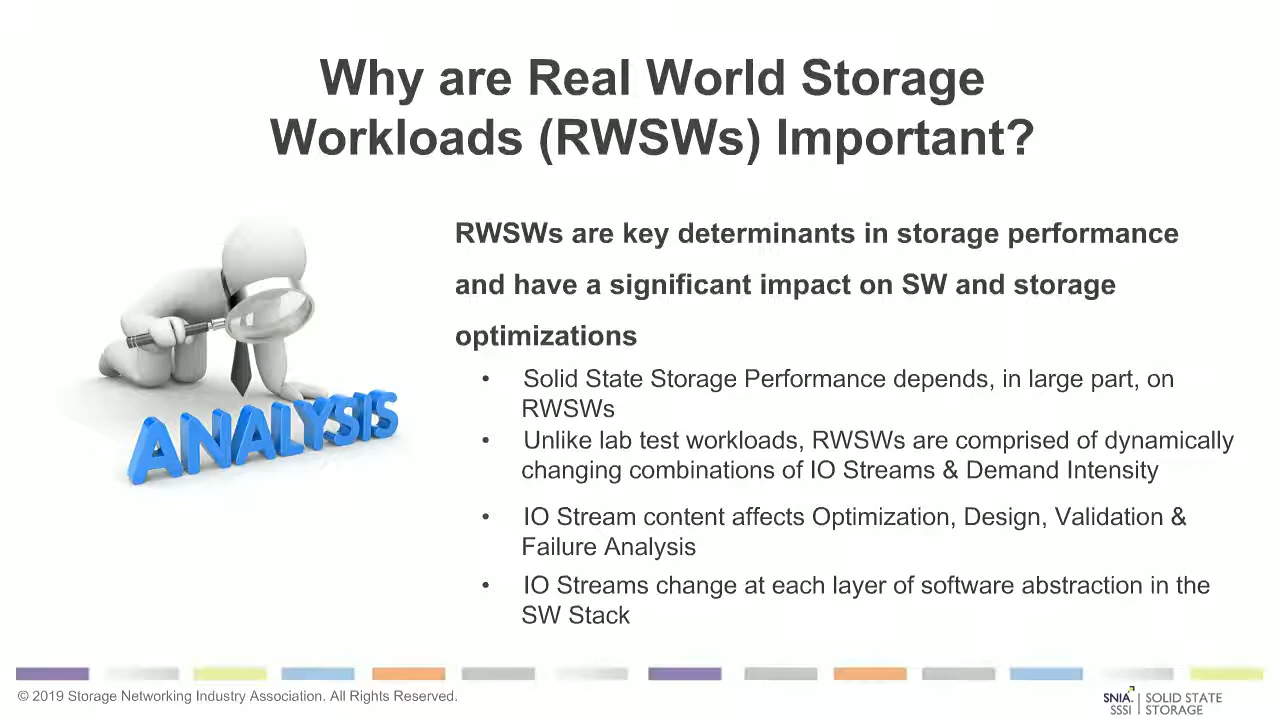 Why are Real World Storage
Workloads (RWSWs) Important?
RWSWs are key determinants in storage performance
and have a significant impact on SW and storage
optimizations
• Solid State Storage Performance depends, in large part, on
RWSWs
• Unlike lab test workloads, RWSWs are comprised of dynamically
changing combinations of IO Streams & Demand Intensity
• IO Stream content affects Optimization, Design, Validation &
Failure Analysis
• IO Streams change at each layer of software abstraction in the
SW Stack
ANALYSIS
© 2019 Storage Networking Industry Association. All Rights Reserved.
SNIA. | SOLID STATE
SSSI | STORAGE